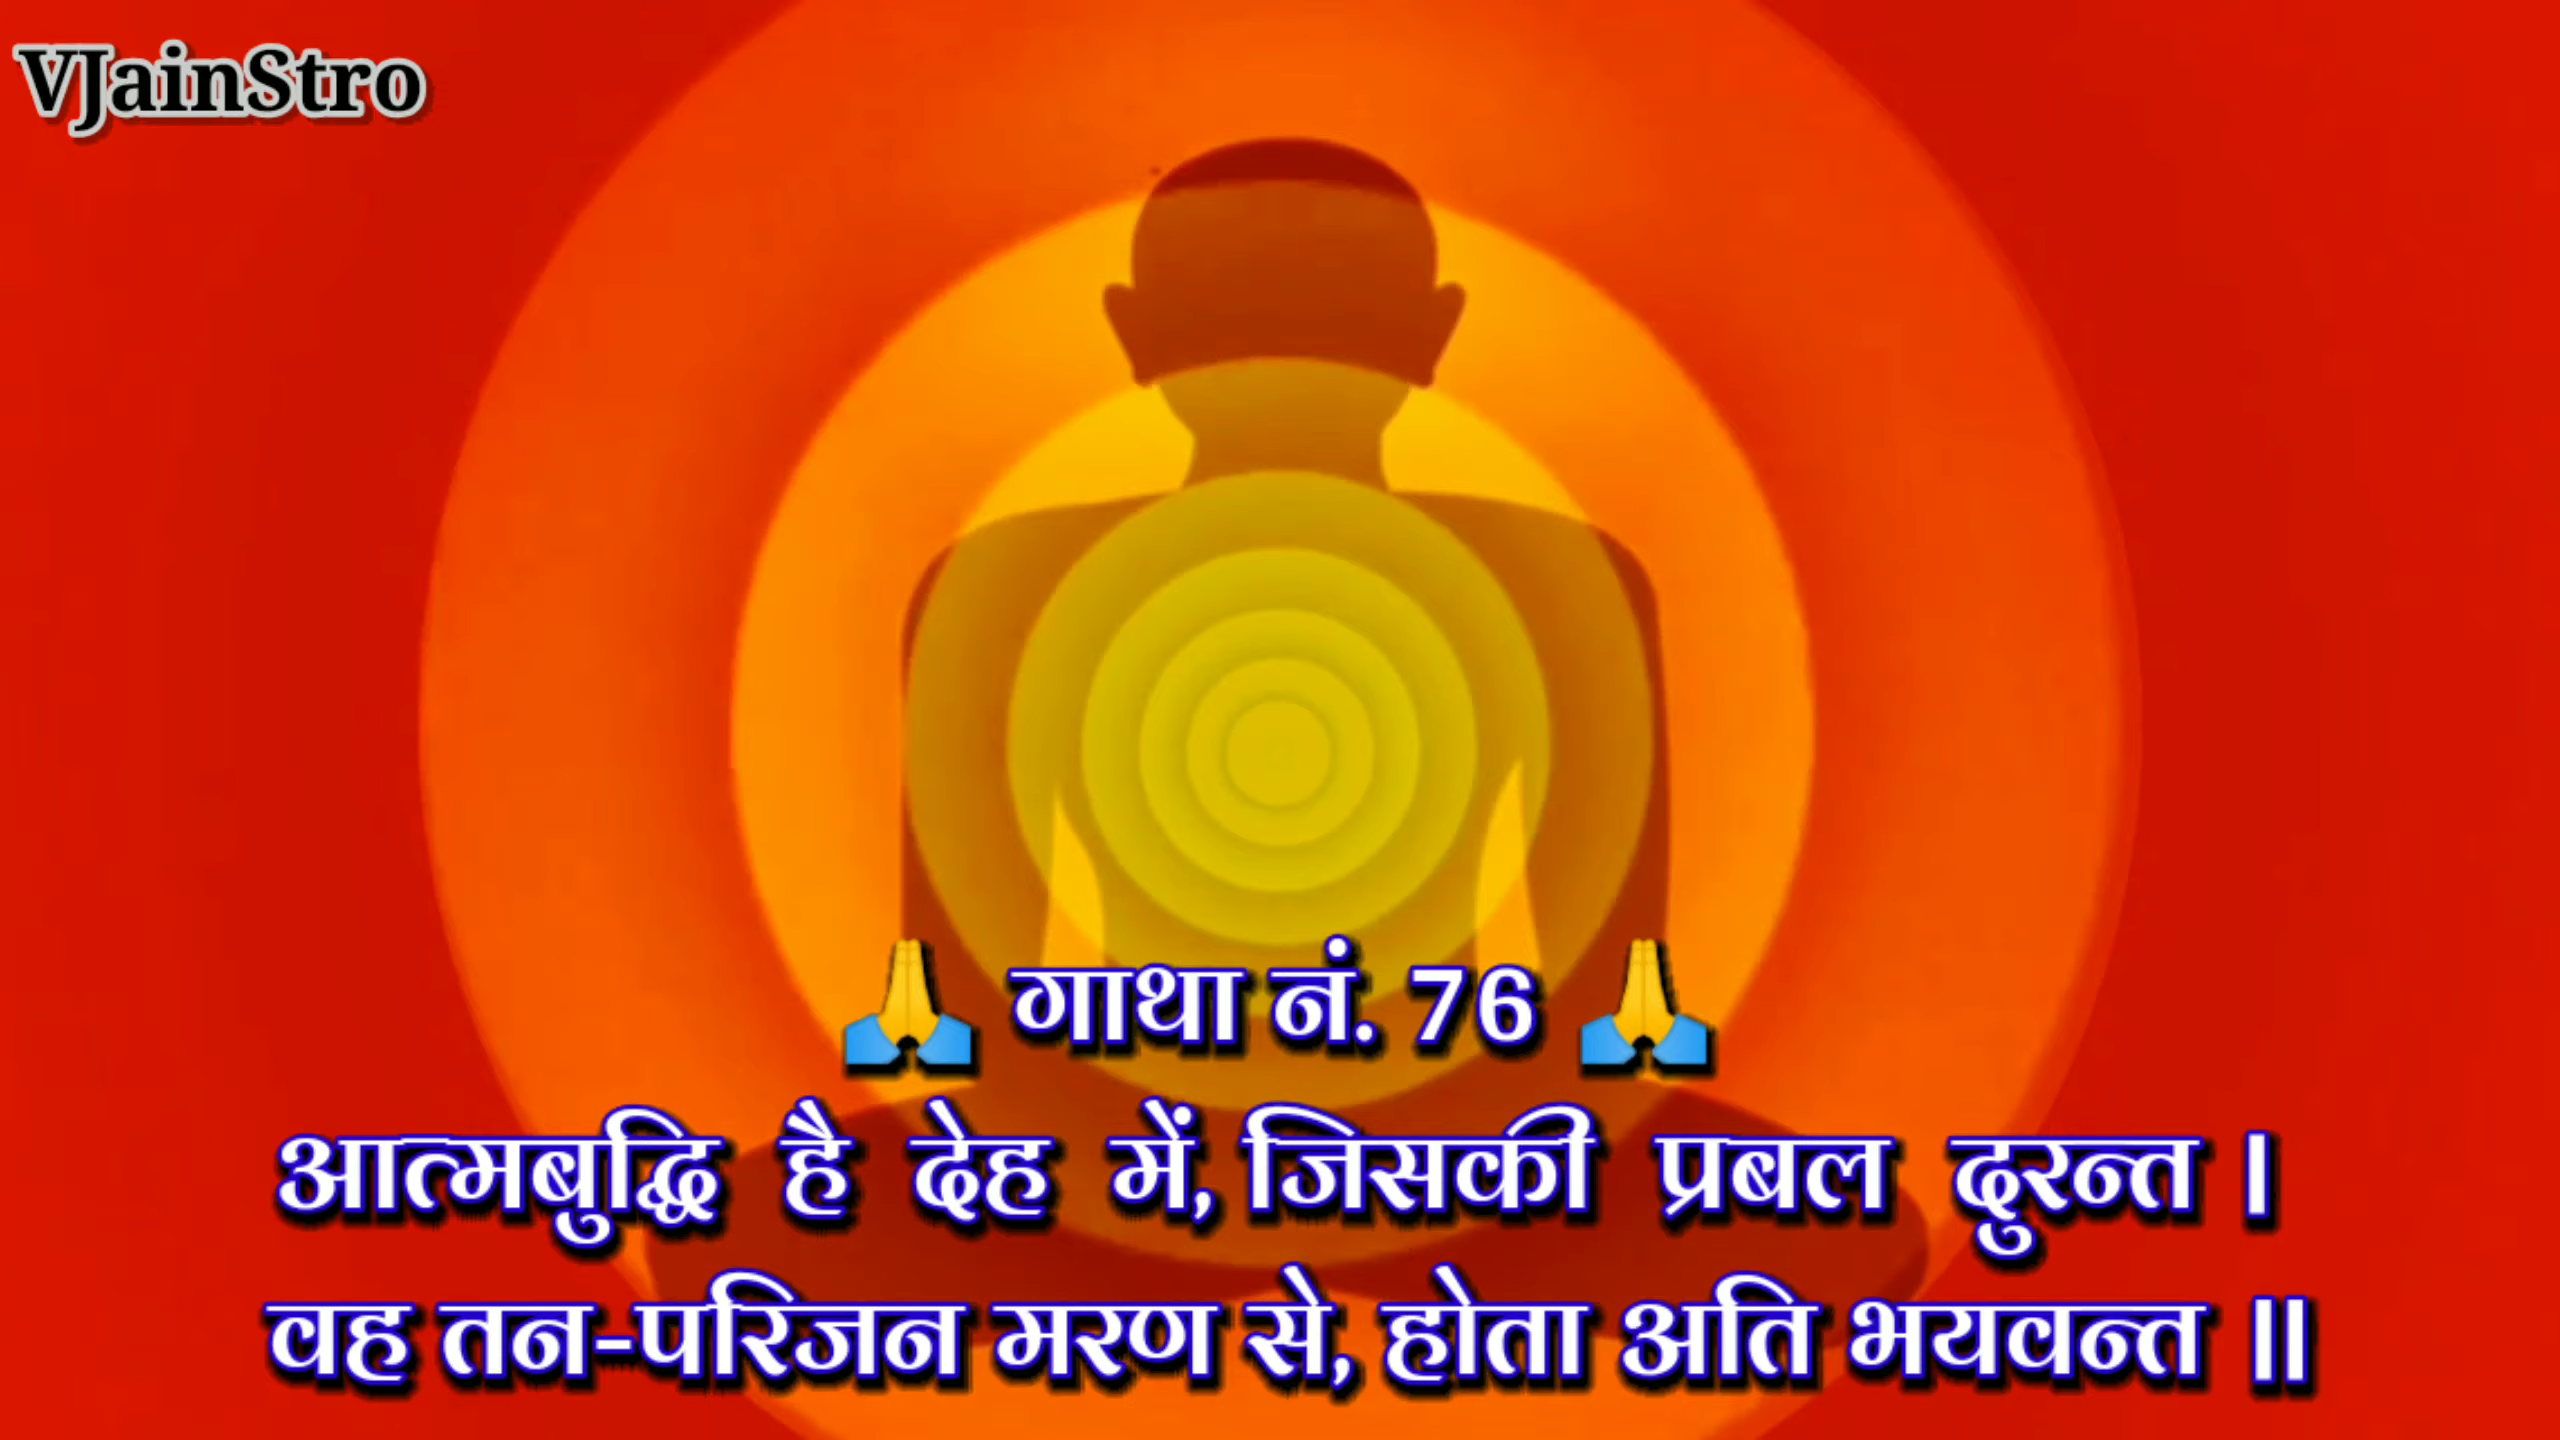 VJainStro
🙏 गाथा नं. 76 🙏
आत्मबुद्धि है देह में, जिसकी प्रबल दुरन्त ।
वह तन-परिजन मरण से, होता अति भयवन्त ॥